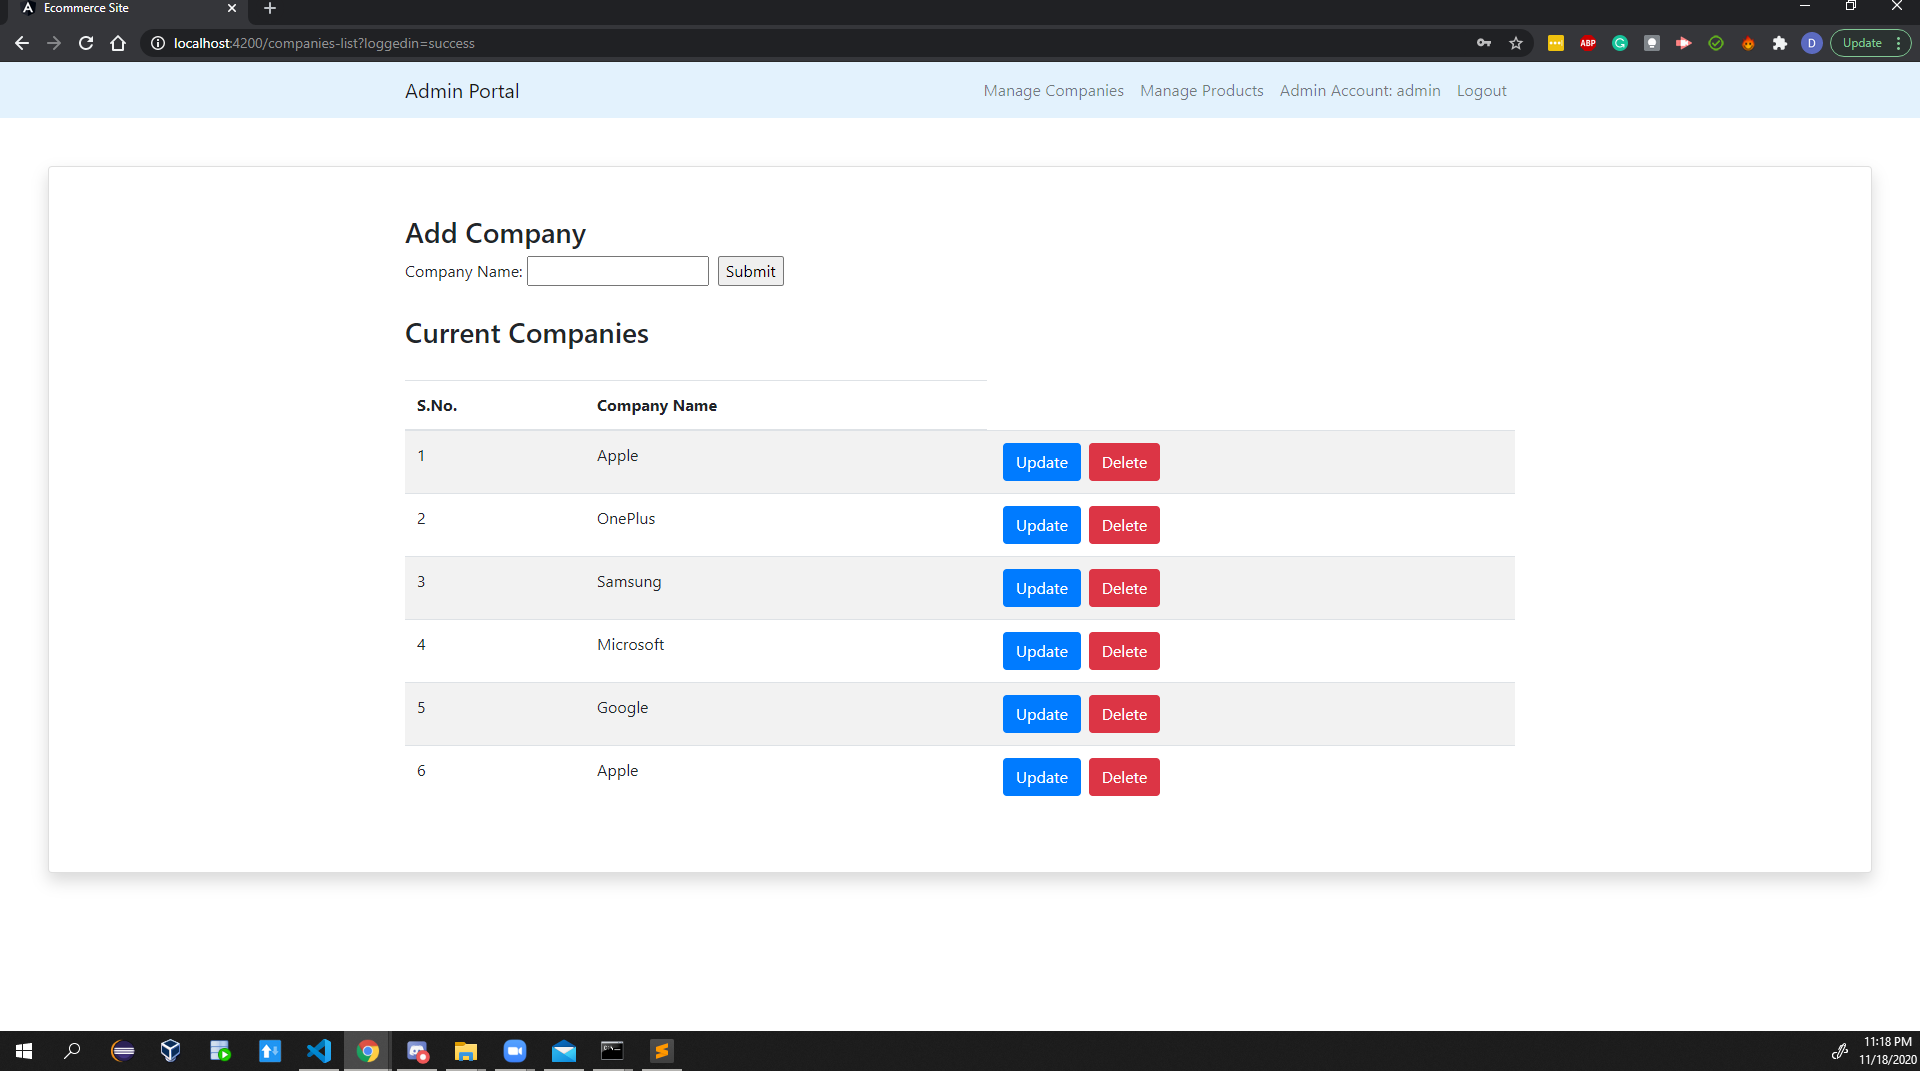 Ecommerce Site
localhost:4200/companies-list?loggedin=success
ABP
D
Update
Admin Portal
Manage Companies Manage Products Admin Account: admin Logout
Add Company
Company Name: Submit
Current Companies
S.No. Company Name
1 Apple Update Delete
2 OnePlus Update Delete
3 Samsung Update Delete
4 Microsoft Update Delete
5 Google Update Delete
6 Apple Update Delete
11:18 PM
11/18/2020